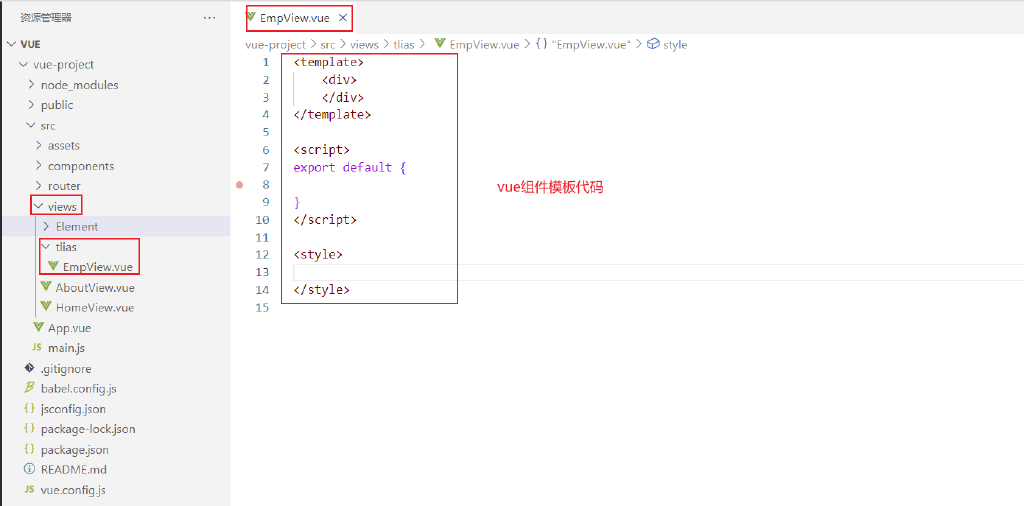 资源管理器
VUE
vue-project
node_modules
public
src
assets
components
router
views
Element
tlias
EmpView.vue
AboutView.vue
HomeView.vue
App.vue
JS main.js
.gitignore
babel.config.js
{} jsconfig.json
{} package-lock.json
{} package.json
README.md
JS vue.config.js
EmpView.vue ×
vue-project > src > views > tlias > EmpView.vue > {} "EmpView.vue" > style
1 <template>
2 <div>
3 </div>
4 </template>
5
6 <script>
7 export default {
8
9 }
10 </script>
11
12 <style>
13
14 </style>
15
vue组件模板代码